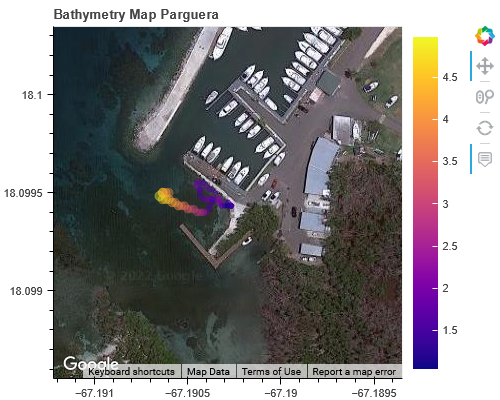 Bathymetry Map Parguera
18.1
18.0995
18.099
−67.191
−67.1905
−67.19
−67.1895
4.5
4
3.5
3
2.5
2
1.5
Google
Keyboard shortcuts
Map Data
Terms of Use
Report a map error